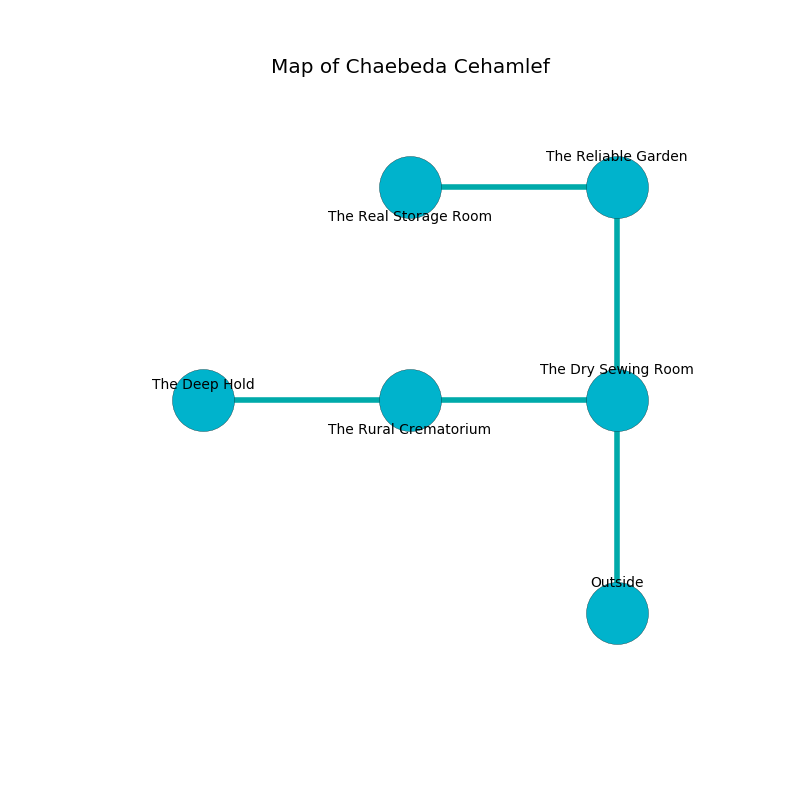 Map of Chaebeda Cehamlef
The Reliable Garden
The Real Storage Room
The Dry Sewing Room
The Deep Hold
The Rural Crematorium
Outside